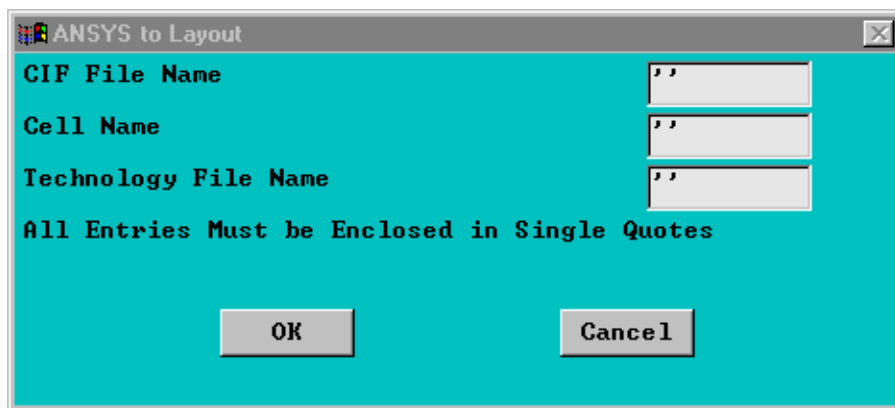 ANSYS to Layout
CIF File Name ''
Cell Name ''
Technology File Name ''
All Entries Must be Enclosed in Single Quotes
OK Cancel